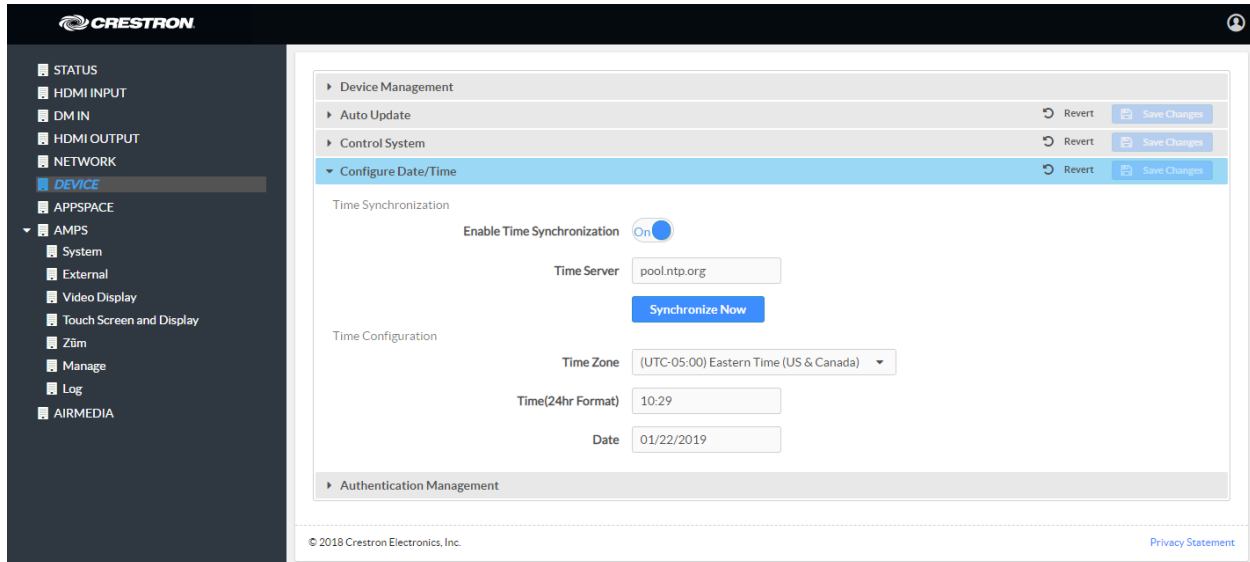 CRESTRON
STATUS
HDMI INPUT
DM IN
HDMI OUTPUT
NETWORK
DEVICE
APPSPACE
AMPS
System
External
Video Display
Touch Screen and Display
Zūm
Manage
Log
AIRMEDIA
Device Management
Auto Update Revert Save Changes
Control System Revert Save Changes
Configure Date/Time Revert Save Changes
Time Synchronization
Enable Time Synchronization On
Time Server pool.ntp.org
Synchronize Now
Time Configuration
Time Zone (UTC-05:00) Eastern Time (US & Canada)
Time(24hr Format) 10:29
Date 01/22/2019
Authentication Management
© 2018 Crestron Electronics, Inc. Privacy Statement